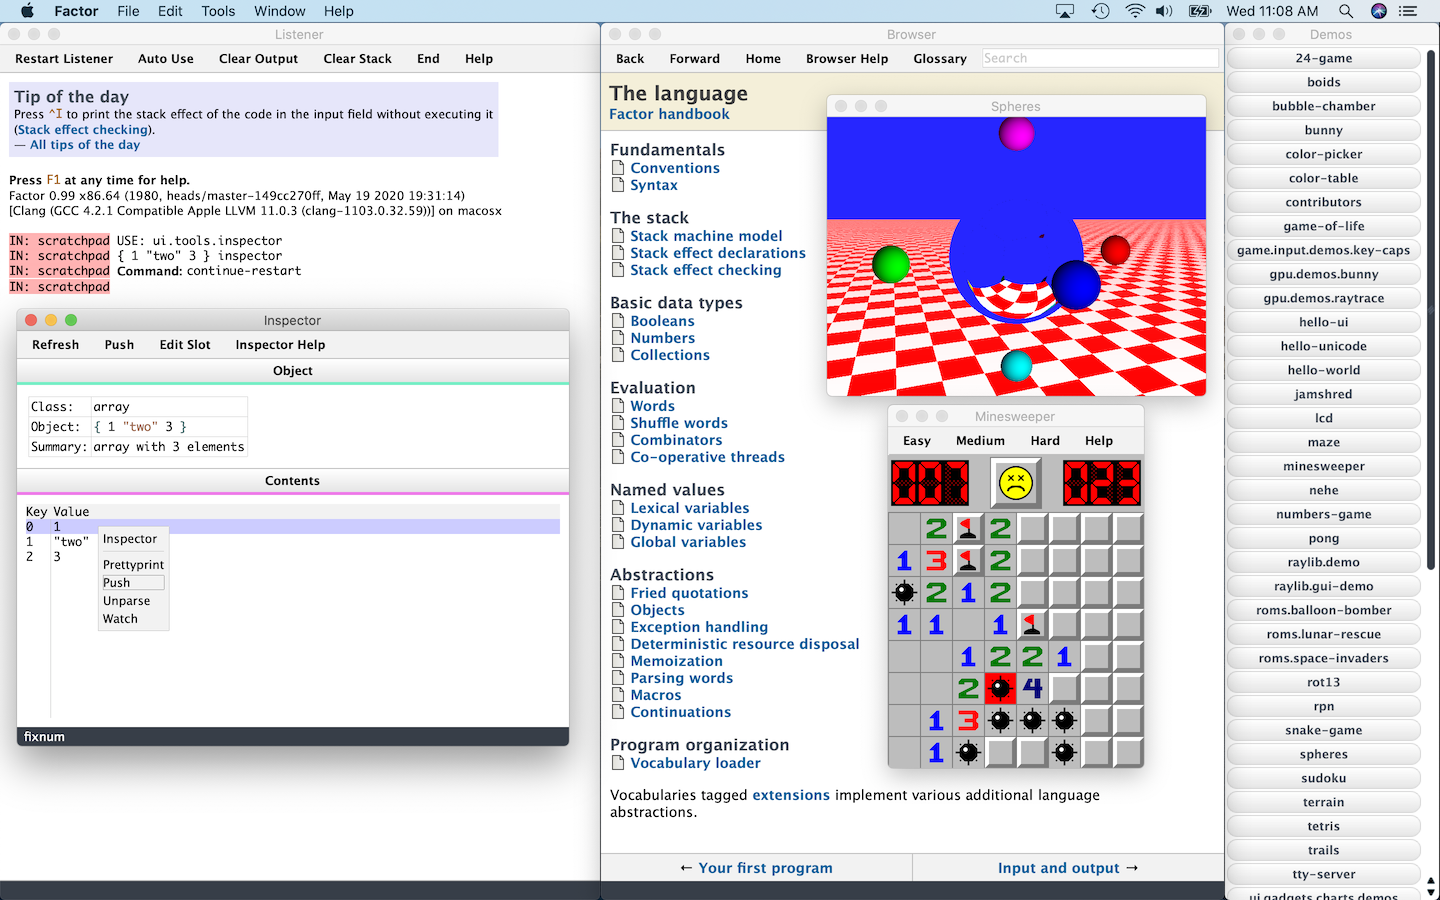 Factor File Edit Tools Window Help Wed 11:08 AM
Listener
Restart Listener Auto Use Clear Output Clear Stack End Help
Tip of the day
Press ^I to print the stack effect of the code in the input field without executing it
(Stack effect checking).
— All tips of the day
Press F1 at any time for help.
Factor 0.99 x86.64 (1980, heads/master-149cc270ff, May 19 2020 19:31:14)
[Clang (GCC 4.2.1 Compatible Apple LLVM 11.0.3 (clang-1103.0.32.59))] on macosx
IN: scratchpad USE: ui.tools.inspector
IN: scratchpad { 1 "two" 3 } inspector
IN: scratchpad Command: continue-restart
IN: scratchpad
Inspector
Refresh Push Edit Slot Inspector Help
Object
Class: array
Object: { 1 "two" 3 }
Summary: array with 3 elements
Contents
Key Value
0 1
1 "two"
2 3
Inspector
Prettyprint
Push
Unparse
Watch
fixnum
Browser
Back Forward Home Browser Help Glossary Search
The language
Factor handbook
Fundamentals
Conventions
Syntax
The stack
Stack machine model
Stack effect declarations
Stack effect checking
Basic data types
Booleans
Numbers
Collections
Evaluation
Words
Shuffle words
Combinators
Co-operative threads
Named values
Lexical variables
Dynamic variables
Global variables
Abstractions
Fried quotations
Objects
Exception handling
Deterministic resource disposal
Memoization
Parsing words
Macros
Continuations
Program organization
Vocabulary loader
Vocabularies tagged extensions implement various additional language
abstractions.
← Your first program Input and output →
Spheres
Minesweeper
Easy Medium Hard Help
007 023
2 2
1 3 2
2 1 2
1 1 1
1 2 2 1
2 4
1 3
1
Demos
24-game
boids
bubble-chamber
bunny
color-picker
color-table
contributors
game-of-life
game.input.demos.key-caps
gpu.demos.bunny
gpu.demos.raytrace
hello-ui
hello-unicode
hello-world
jamshred
lcd
maze
minesweeper
nehe
numbers-game
pong
raylib.demo
raylib.gui-demo
roms.balloon-bomber
roms.lunar-rescue
roms.space-invaders
rot13
rpn
snake-game
spheres
sudoku
terrain
tetris
trails
tty-server
ui.gadgets.charts.demos